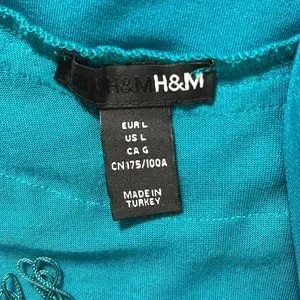 H&M H&M
EUR L
US L
CA G
CN175/100A
MADE IN
TURKEY